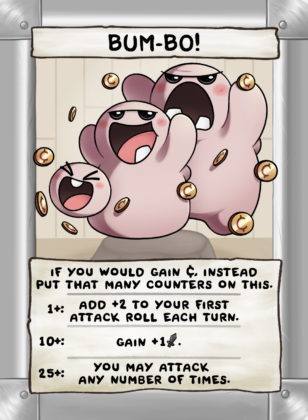 BUM-BO!
IF YOU WOULD GAIN ₵, INSTEAD
PUT THAT MANY COUNTERS ON THIS.
1+: ADD +2 TO YOUR FIRST
ATTACK ROLL EACH TURN.
10+: GAIN +1.
25+: YOU MAY ATTACK
ANY NUMBER OF TIMES.